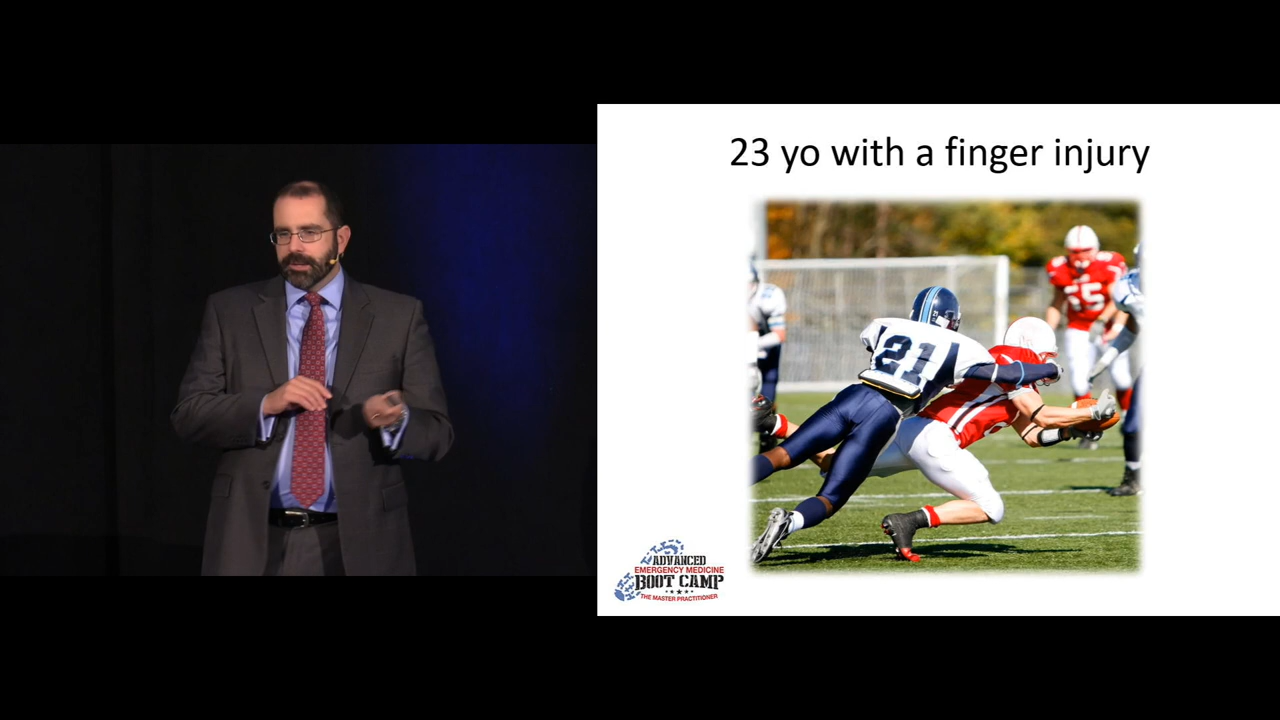 23 yo with a finger injury
21
55
ADVANCED
EMERGENCY MEDICINE
BOOT CAMP
THE MASTER PRACTITIONER